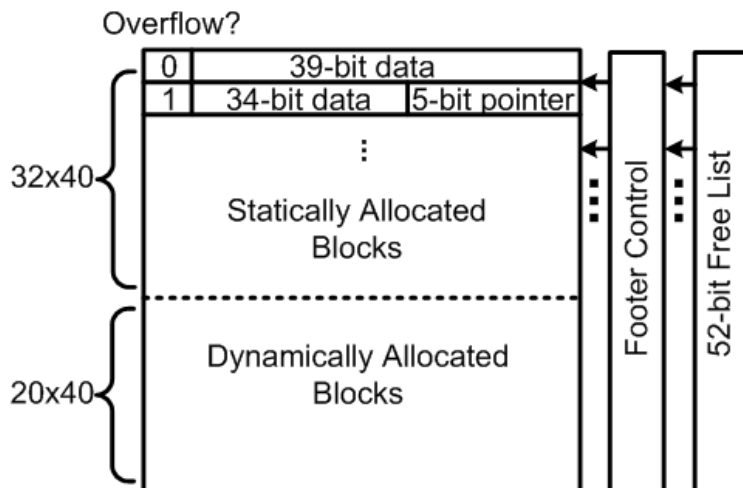 Overflow?
0 39-bit data
1 34-bit data 5-bit pointer
32x40
Statically Allocated
Blocks
Dynamically Allocated
Blocks
20x40
Footer Control
52-bit Free List